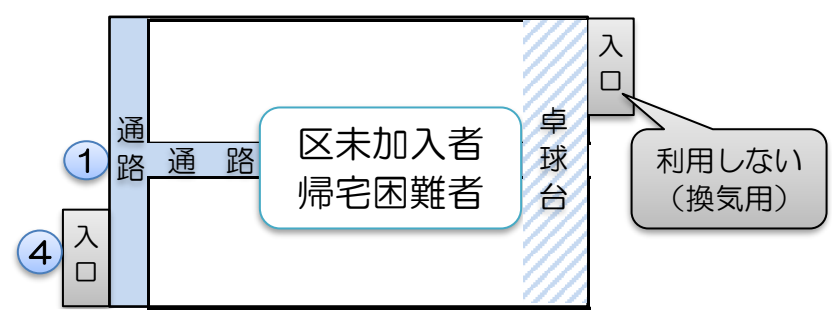 入口
通路
①
通路
区未加入者
帰宅困難者
卓球台
利用しない
（換気用）
④
入口